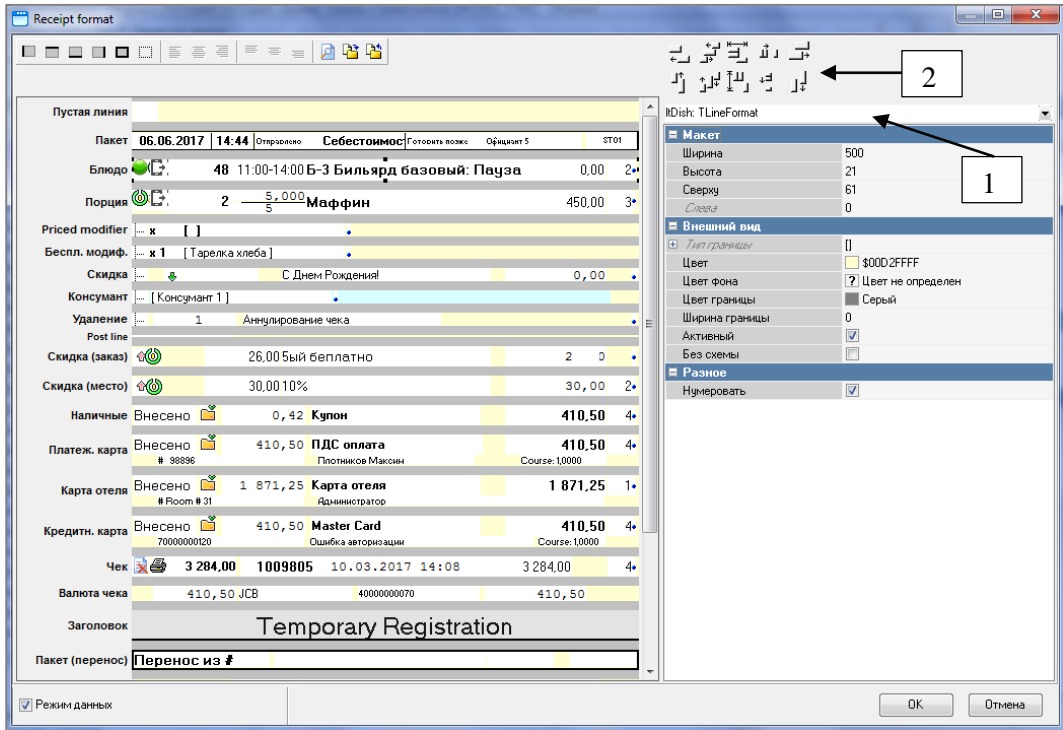 Receipt format
2
ltDish: TLineFormat
1
Пустая линия
Пакет 06.06.2017 14:44 Отправлено Себестоимос Готовить позже Официант 5 ST01
Блюдо 48 11:00-14:00 Б-3 Бильярд базовый: Пауза 0,00 2
Порция 2 5,000 Маффин 450,00 3
5
Priced modifier x [ ]
Беспл. модиф. x 1 [ Тарелка хлеба ]
Скидка С Днем Рождения! 0,00
Консумант [ Консумант 1 ]
Удаление 1 Аннулирование чека
Post line
Скидка (заказ) 26,00 5ый беплатно 2
Скидка (место) 30,00 10% 30,00 2
Наличные Внесено 0,42 Купон 410,50 4
Платеж. карта Внесено 410,50 ПДС оплата 410,50 4
# 98896 Плотников Максим Course: 1,0000
Карта отеля Внесено 1 871,25 Карта отеля 1 871,25 1
# Room # 31 Администратор
Кредитн. карта Внесено 410,50 Master Card 410,50 4
70000000120 Ошибка авторизации Course: 1,0000
Чек 3 284,00 1009805 10.03.2017 14:08 3 284,00 4
Валюта чека 410,50 JCB 40000000070 410,50
Заголовок Temporary Registration
Пакет (перенос) Перенос из #
Макет
Ширина 500
Высота 21
Сверху 61
Слева 0
Внешний вид
Тип границы []
Цвет $00D2FFFF
Цвет фона ? Цвет не определен
Цвет границы Серый
Ширина границы 0
Активный
Без схемы
Разное
Нумеровать
Режим данных
OK
Отмена